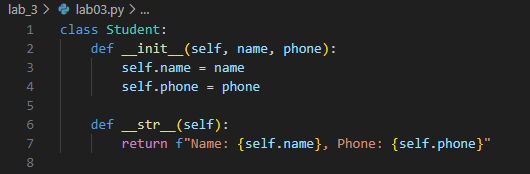 lab_3 > lab03.py > ...
1 class Student:
2     def __init__(self, name, phone):
3         self.name = name
4         self.phone = phone
5
6     def __str__(self):
7         return f"Name: {self.name}, Phone: {self.phone}"
8